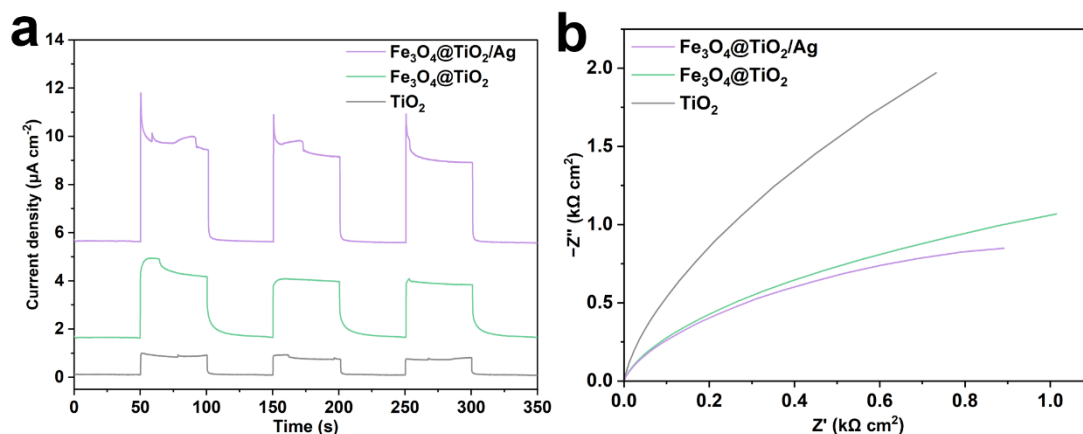 a
Current density (µA cm⁻²)
14
12
10
8
6
4
2
0
Fe₃O₄@TiO₂/Ag
Fe₃O₄@TiO₂
TiO₂
0 50 100 150 200 250 300 350
Time (s)
b
−Z'' (kΩ cm²)
2.0
1.5
1.0
0.5
0.0
Fe₃O₄@TiO₂/Ag
Fe₃O₄@TiO₂
TiO₂
0.0 0.2 0.4 0.6 0.8 1.0
Z' (kΩ cm²)